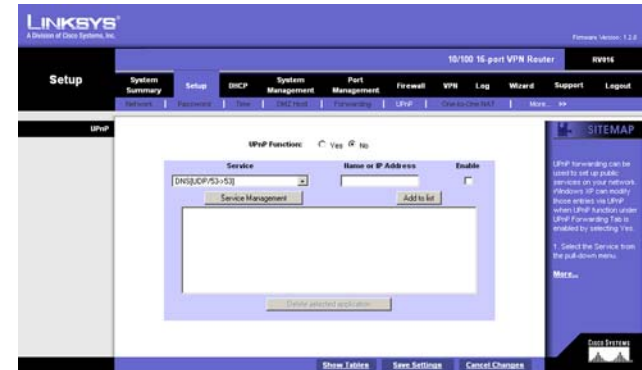 LINKSYS®
A Division of Cisco Systems, Inc.
Firmware Version: 1.2.0
10/100 16-port VPN Router
RV016
Setup
System Summary
Setup
DHCP
System Management
Port Management
Firewall
VPN
Log
Wizard
Support
Logout
Network | Password | Time | DMZ Host | Forwarding | UPnP | One-to-One NAT | More... >>
UPnP
SITEMAP
UPnP Function: Yes No
Service
Name or IP Address
Enable
DNS[UDP/53->53]
Service Management
Add to list
Delete selected application
UPnP forwarding can be
used to set up public
services on your network.
Windows XP can modify
those entries via UPnP
when UPnP function under
UPnP Forwarding Tab is
enabled by selecting Yes.
1. Select the Service from
the pull-down menu.
More...
Show Tables
Save Settings
Cancel Changes
CISCO SYSTEMS